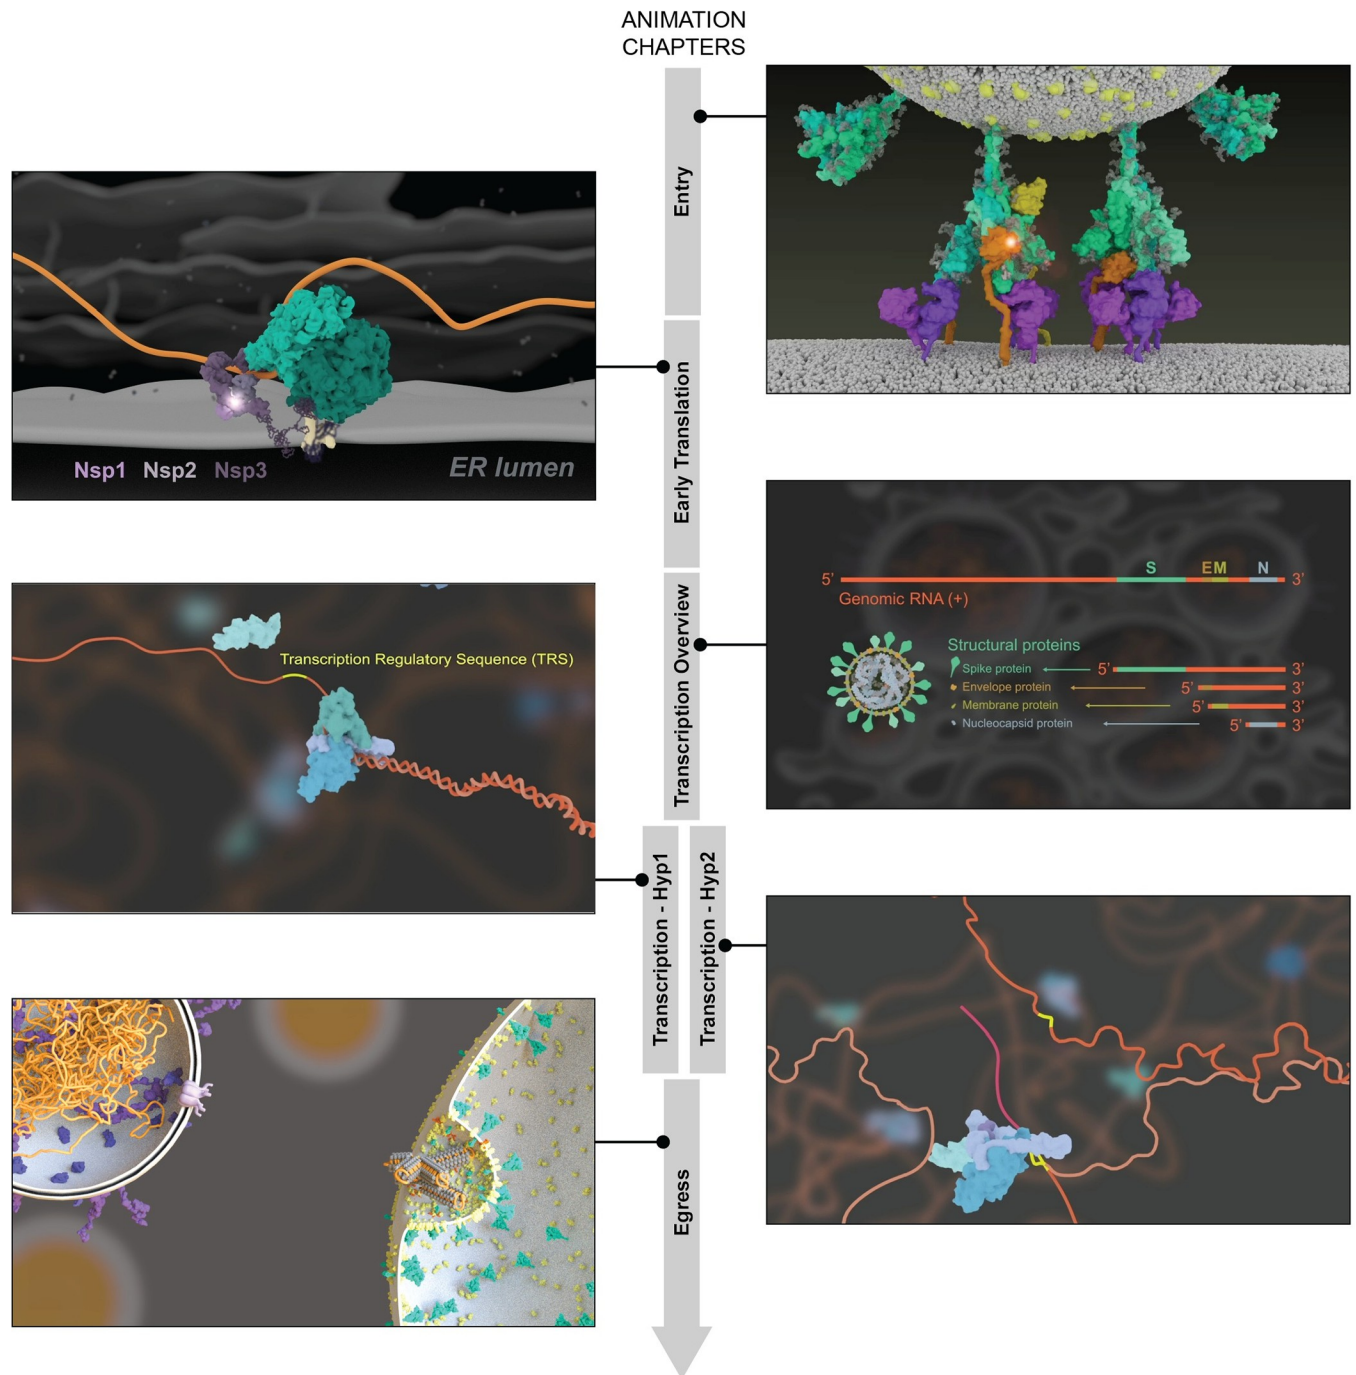 ANIMATION
CHAPTERS
Entry
Early Translation
Nsp1 Nsp2 Nsp3
ER lumen
Transcription Overview
5' S EM N 3'
Genomic RNA (+)
Structural proteins
Spike protein 5' 3'
Envelope protein 5' 3'
Membrane protein 5' 3'
Nucleocapsid protein 5' 3'
Transcription Regulatory Sequence (TRS)
Transcription - Hyp1
Transcription - Hyp2
Egress